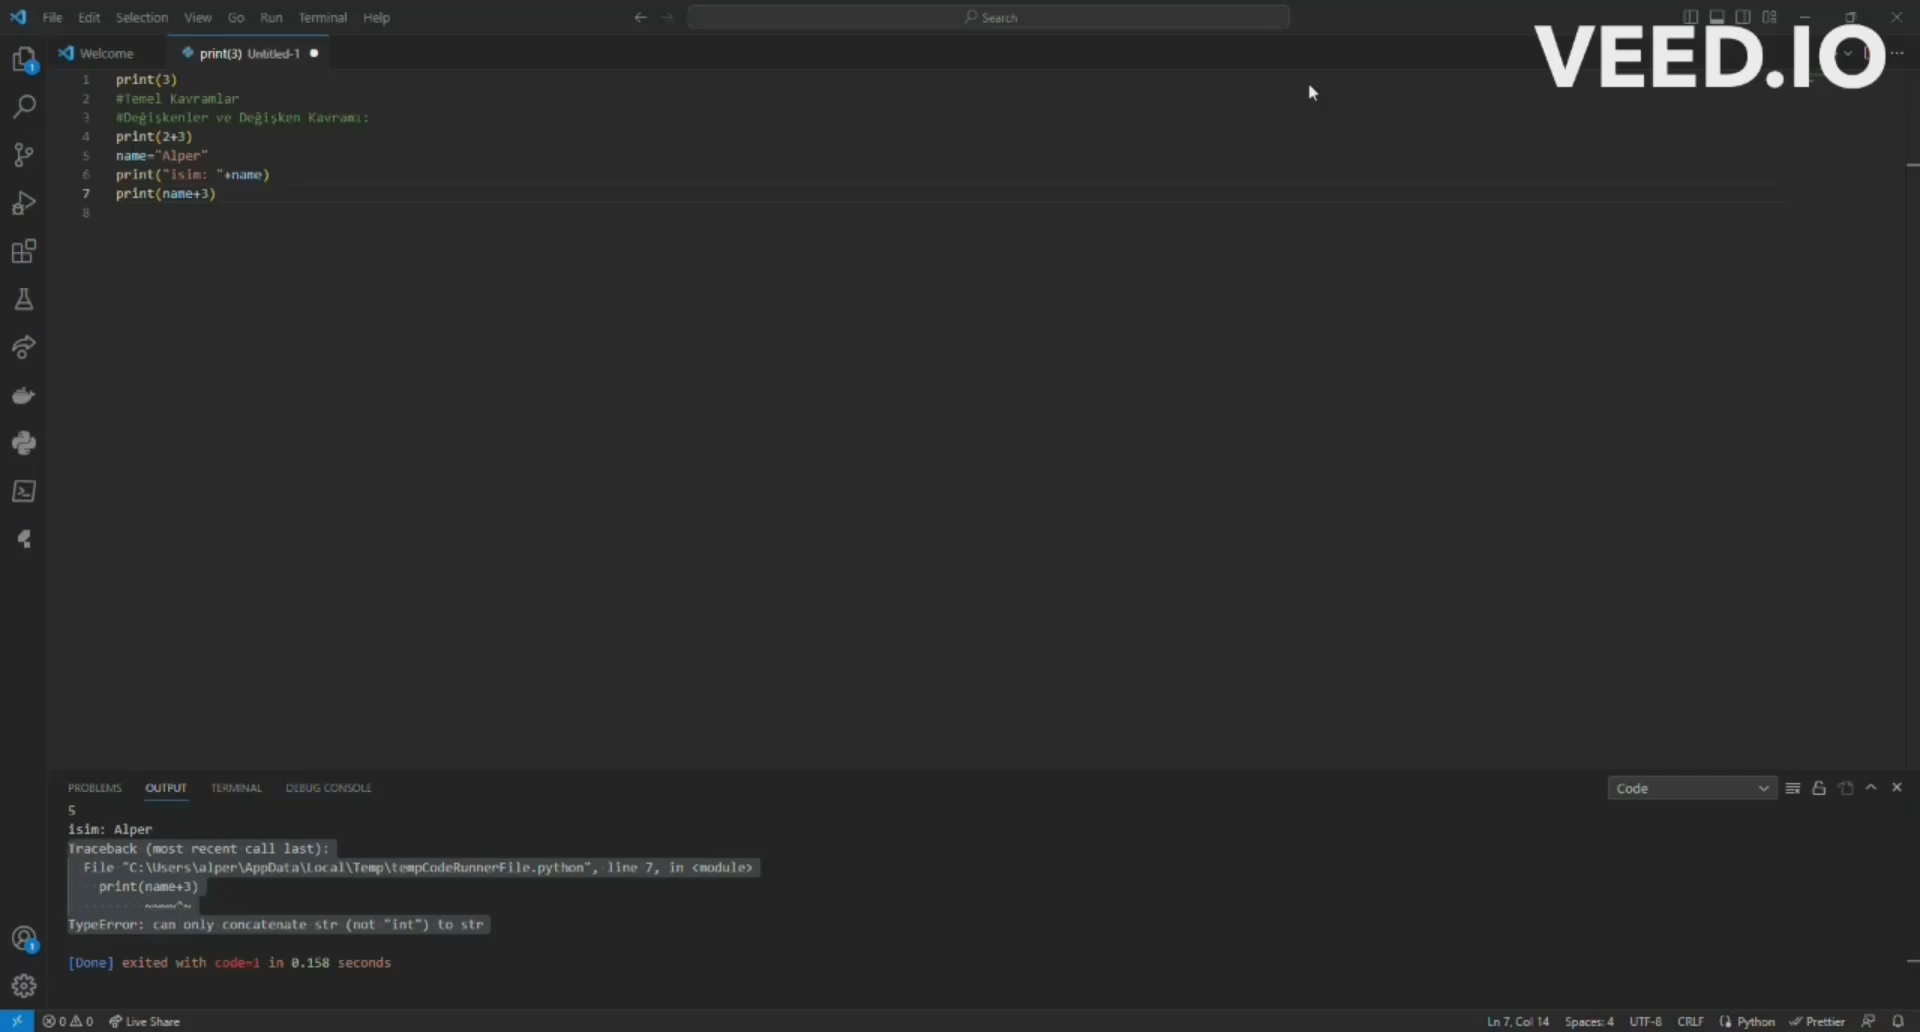 File Edit Selection View Go Run Terminal Help
Search
VEED.IO
Welcome
print(3) Untitled-1
1 print(3)
2 #Temel Kavramlar
3 #Değişkenler ve Değişken Kavramı:
4 print(2+3)
5 name="Alper"
6 print("isim: "+name)
7 print(name+3)
8
PROBLEMS OUTPUT TERMINAL DEBUG CONSOLE
Code
5
isim: Alper
Traceback (most recent call last):
File "C:\Users\alper\AppData\Local\Temp\tempCodeRunnerFile.python", line 7, in <module>
print(name+3)
~~~~^~
TypeError: can only concatenate str (not "int") to str
[Done] exited with code=1 in 0.158 seconds
1
1
0 0 Live Share
Ln 7, Col 14 Spaces: 4 UTF-8 CRLF Python Prettier